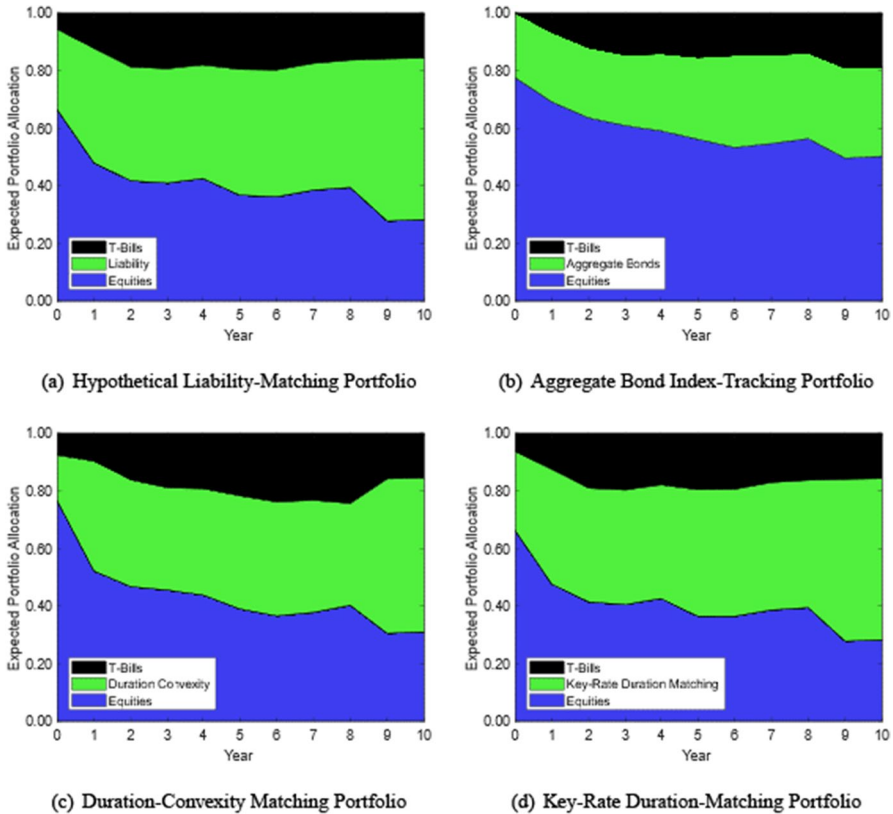 1.00
0.80
0.60
0.40
0.20
0.00
Expected Portfolio Allocation
T-Bills
Liability
Equities
0 1 2 3 4 5 6 7 8 9 10
Year
(a) Hypothetical Liability-Matching Portfolio
1.00
0.80
0.60
0.40
0.20
0.00
Expected Portfolio Allocation
T-Bills
Aggregate Bonds
Equities
0 1 2 3 4 5 6 7 8 9 10
Year
(b) Aggregate Bond Index-Tracking Portfolio
1.00
0.80
0.60
0.40
0.20
0.00
Expected Portfolio Allocation
T-Bills
Duration Convexity
Equities
0 1 2 3 4 5 6 7 8 9 10
Year
(c) Duration-Convexity Matching Portfolio
1.00
0.80
0.60
0.40
0.20
0.00
Expected Portfolio Allocation
T-Bills
Key-Rate Duration Matching
Equities
0 1 2 3 4 5 6 7 8 9 10
Year
(d) Key-Rate Duration-Matching Portfolio